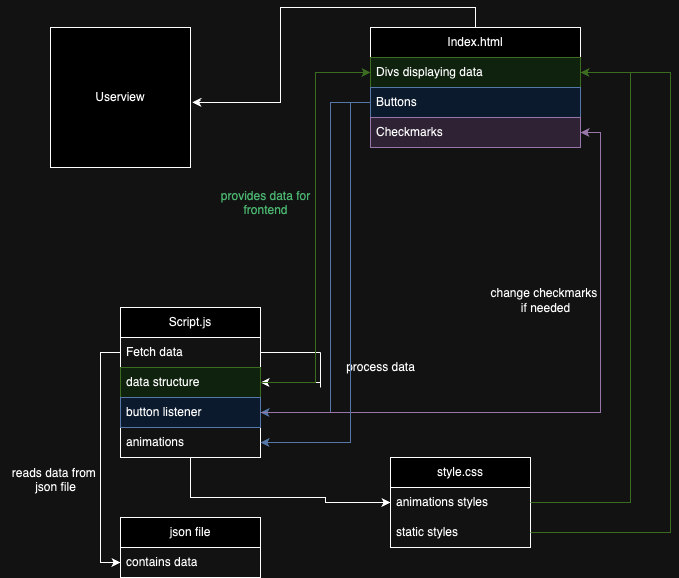 Index.html
Userview
Divs displaying data
Buttons
Checkmarks
provides data for
frontend
change checkmarks
if needed
Script.js
Fetch data
process data
data structure
button listener
animations
reads data from
json file
style.css
animations styles
static styles
json file
contains data